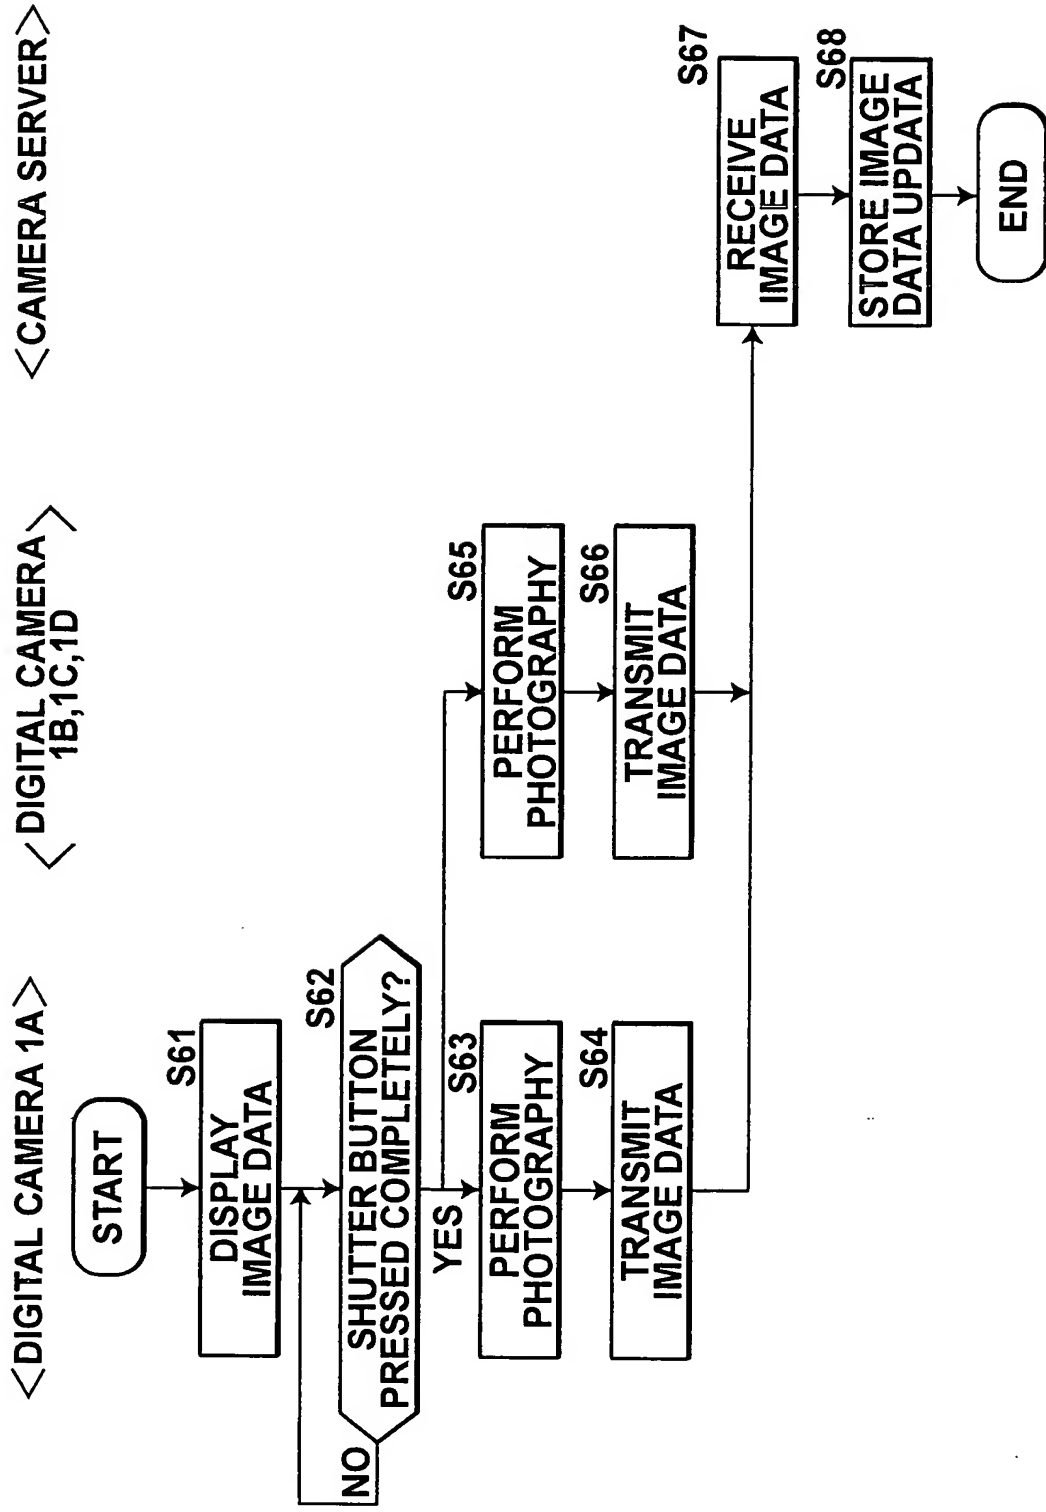 <DIGITAL CAMERA 1A>
<DIGITAL CAMERA
1B,1C,1D>
<CAMERA SERVER>
START
S61
DISPLAY
IMAGE DATA
S62
SHUTTER BUTTON
PRESSED COMPLETELY?
NO
YES
S63
PERFORM
PHOTOGRAPHY
S64
TRANSMIT
IMAGE DATA
S65
PERFORM
PHOTOGRAPHY
S66
TRANSMIT
IMAGE DATA
S67
RECEIVE
IMAGE DATA
S68
STORE IMAGE
DATA UPDATA
END